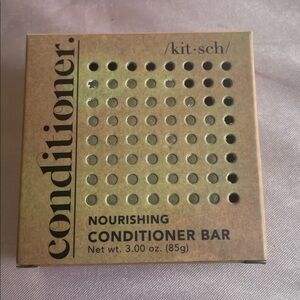 conditioner.
/kit•sch/
NOURISHING
CONDITIONER BAR
Net wt. 3.00 oz. (85g)